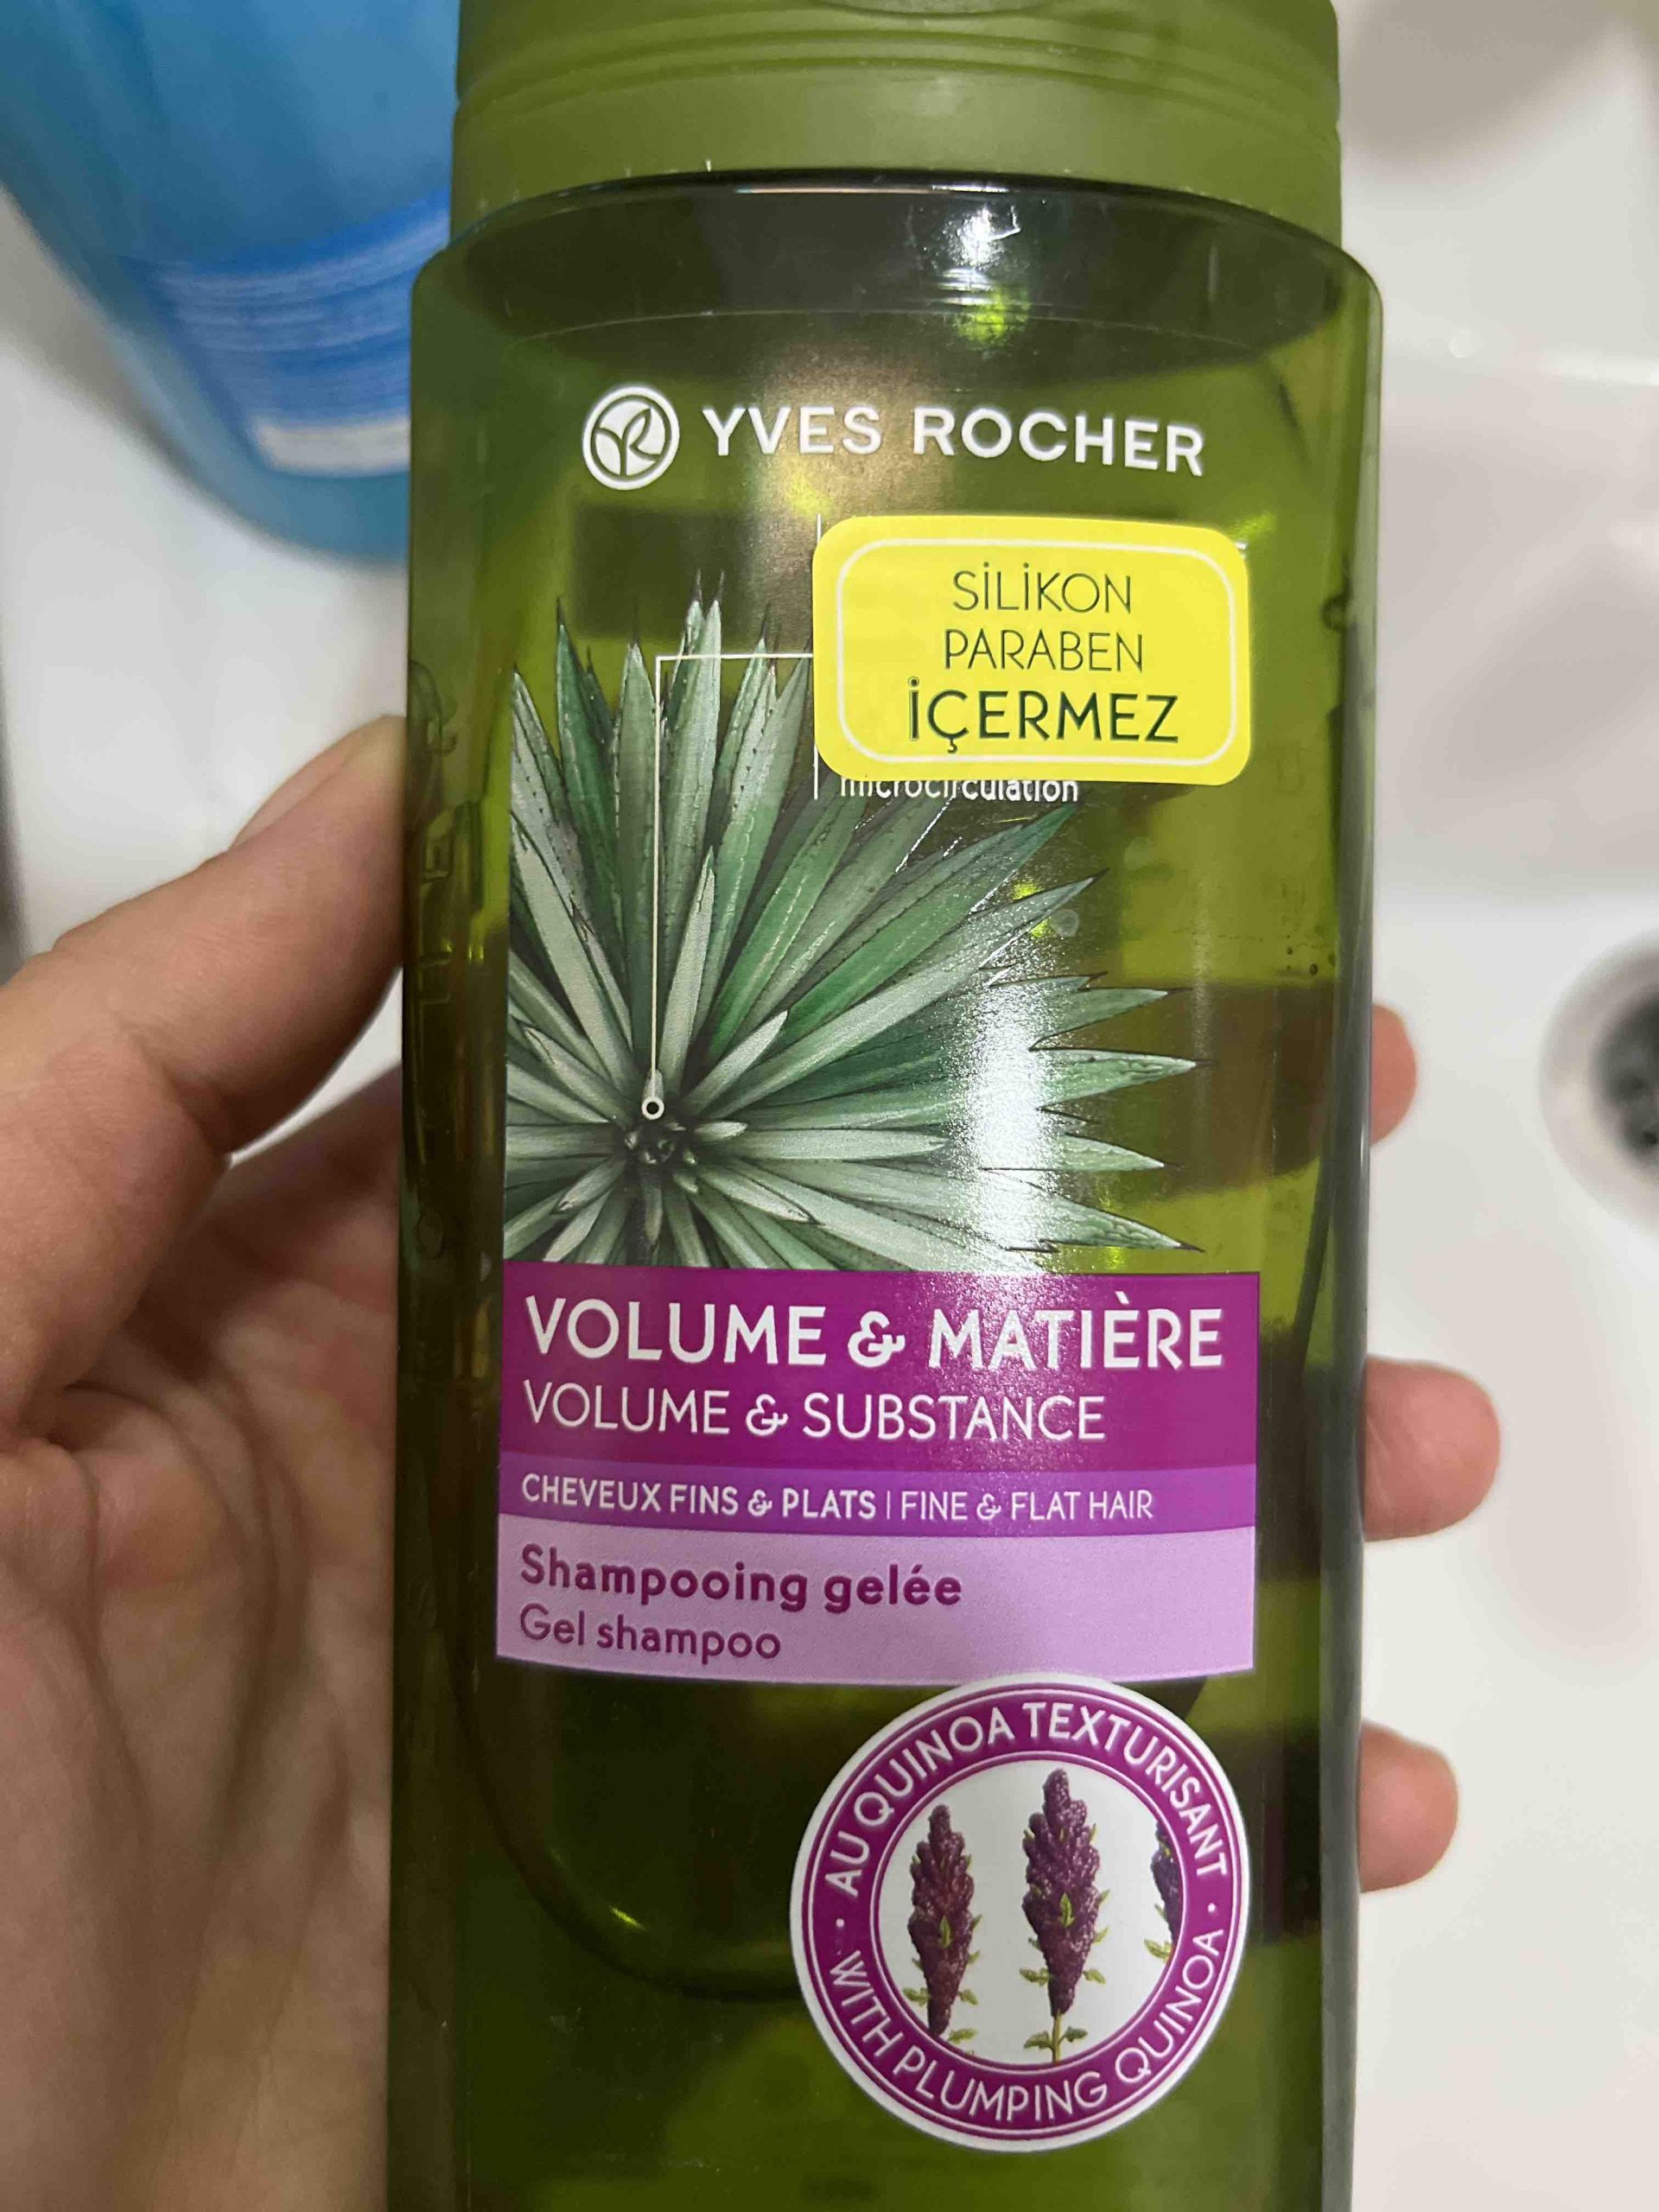 YVES ROCHER
SİLİKON
PARABEN
İÇERMEZ
microcirculation
VOLUME & MATIÈRE
VOLUME & SUBSTANCE
CHEVEUX FINS & PLATS | FINE & FLAT HAIR
Shampooing gelée
Gel shampoo
· AU QUINOA TEXTURISANT ·
WITH PLUMPING QUINOA